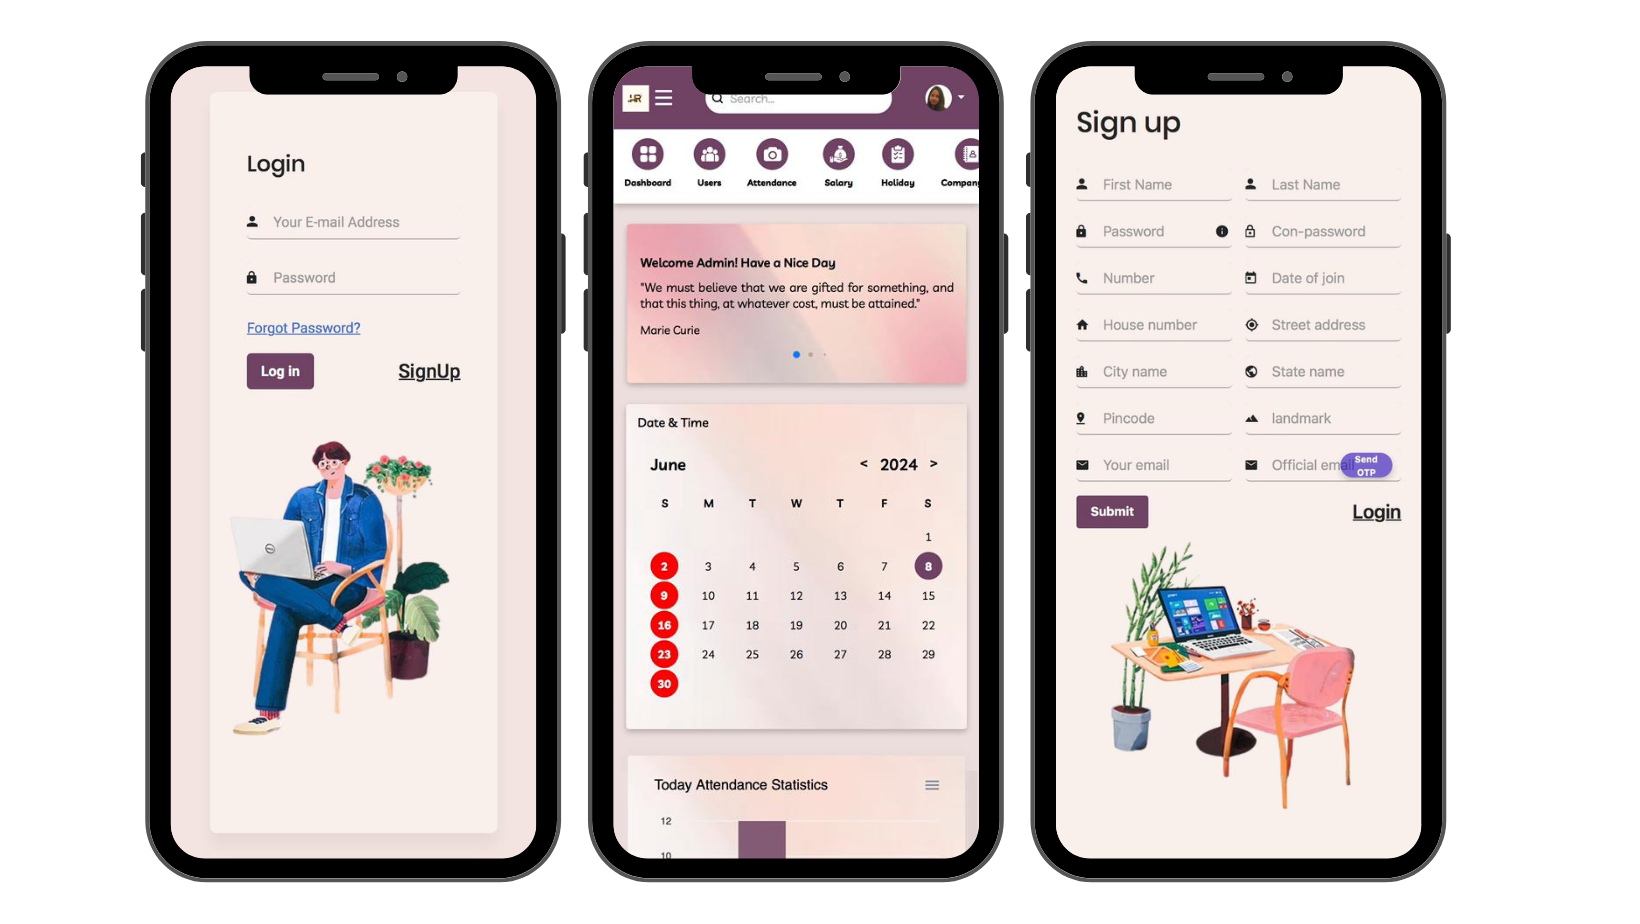 Login
Your E-mail Address
Password
Forgot Password?
Log in SignUp
HR
Search...
Dashboard Users Attendance Salary Holiday Company
Welcome Admin! Have a Nice Day
"We must believe that we are gifted for something, and
that this thing, at whatever cost, must be attained."
Marie Curie
Date & Time
June < 2024 >
S M T W T F S
1
2 3 4 5 6 7 8
9 10 11 12 13 14 15
16 17 18 19 20 21 22
23 24 25 26 27 28 29
30
Today Attendance Statistics
12
10
Sign up
First Name Last Name
Password Con-password
Number Date of join
House number Street address
City name State name
Pincode landmark
Your email Official email Send
OTP
Submit Login